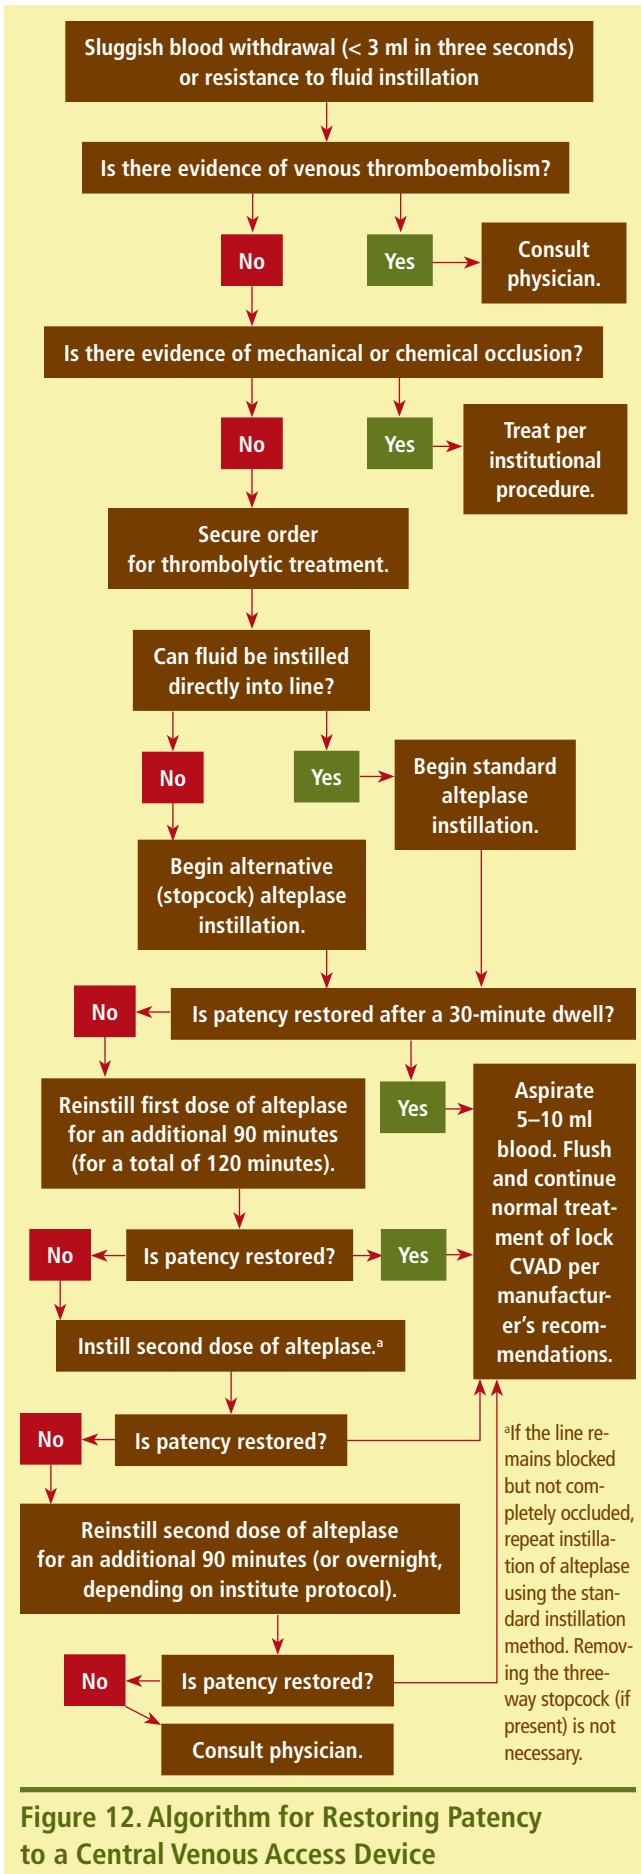 Sluggish blood withdrawal (< 3 ml in three seconds)
or resistance to fluid instillation
Is there evidence of venous thromboembolism?
No
Yes
Consult
physician.
Is there evidence of mechanical or chemical occlusion?
No
Yes
Treat per
institutional
procedure.
Secure order
for thrombolytic treatment.
Can fluid be instilled
directly into line?
No
Yes
Begin standard
alteplase
instillation.
Begin alternative
(stopcock) alteplase
instillation.
No
Is patency restored after a 30-minute dwell?
Yes
Aspirate
5–10 ml
blood. Flush
and continue
normal treat-
ment of lock
CVAD per
manufactur-
er’s recom-
mendations.
Reinstill first dose of alteplase
for an additional 90 minutes
(for a total of 120 minutes).
No
Is patency restored?
Yes
Instill second dose of alteplase.ᵃ
No
Is patency restored?
ᵃIf the line re-
mains blocked
but not com-
pletely occluded,
repeat instilla-
tion of alteplase
using the stan-
dard instillation
method. Remov-
ing the three-
way stopcock (if
present) is not
necessary.
Reinstill second dose of alteplase
for an additional 90 minutes (or overnight,
depending on institute protocol).
No
Is patency restored?
Consult physician.
Figure 12. Algorithm for Restoring Patency
to a Central Venous Access Device